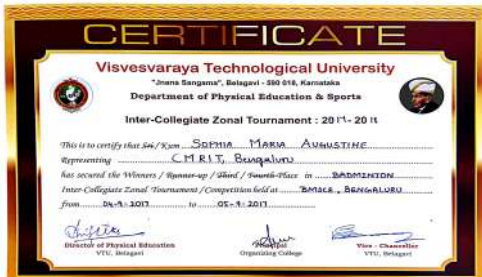 CERTIFICATE
Visvesvaraya Technological University
"Jnana Sangama", Belagavi - 590 018, Karnataka
Department of Physical Education & Sports
Inter-Collegiate Zonal Tournament : 2017- 20
This is to certify that Sri / Kum SOPHIA MARIA AUGUSTINE
Representing CMRIT, Bengaluru
has secured the Winners / Runner-up / Third / Fourth Place in BADMINTON
Inter-Collegiate Zonal Tournament / Competition held at BMSCE, BENGALURU
from 04-9-2017 to 05-9-2017
Director of Physical Education
VTU, Belagavi
Principal
Organizing College
Vice - Chancellor
VTU, Belagavi